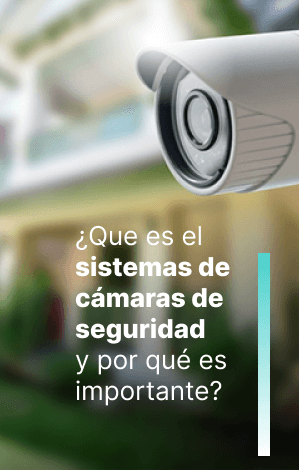 ¿Que es el
sistemas de
cámaras de
seguridad
y por qué es
importante?